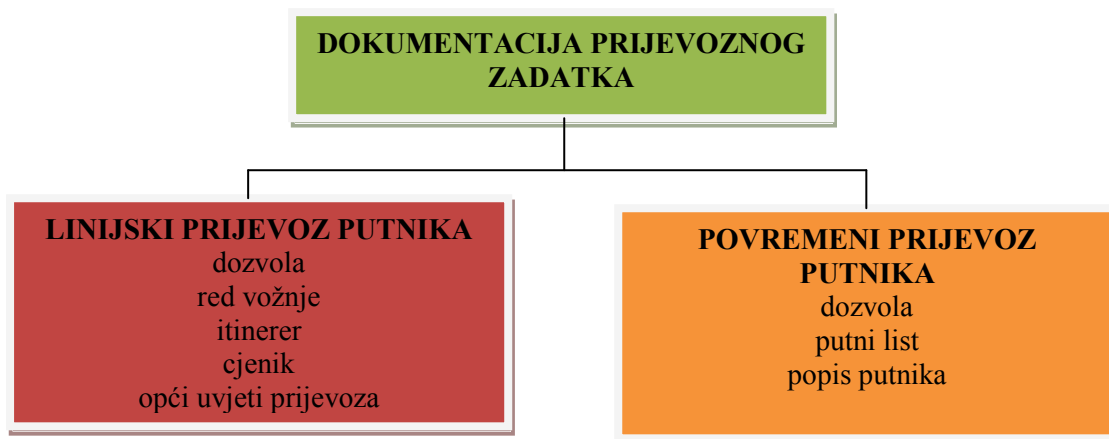 DOKUMENTACIJA PRIJEVOZNOG
ZADATKA
LINIJSKI PRIJEVOZ PUTNIKA
dozvola
red vožnje
itinerer
cjenik
opći uvjeti prijevoza
POVREMENI PRIJEVOZ
PUTNIKA
dozvola
putni list
popis putnika